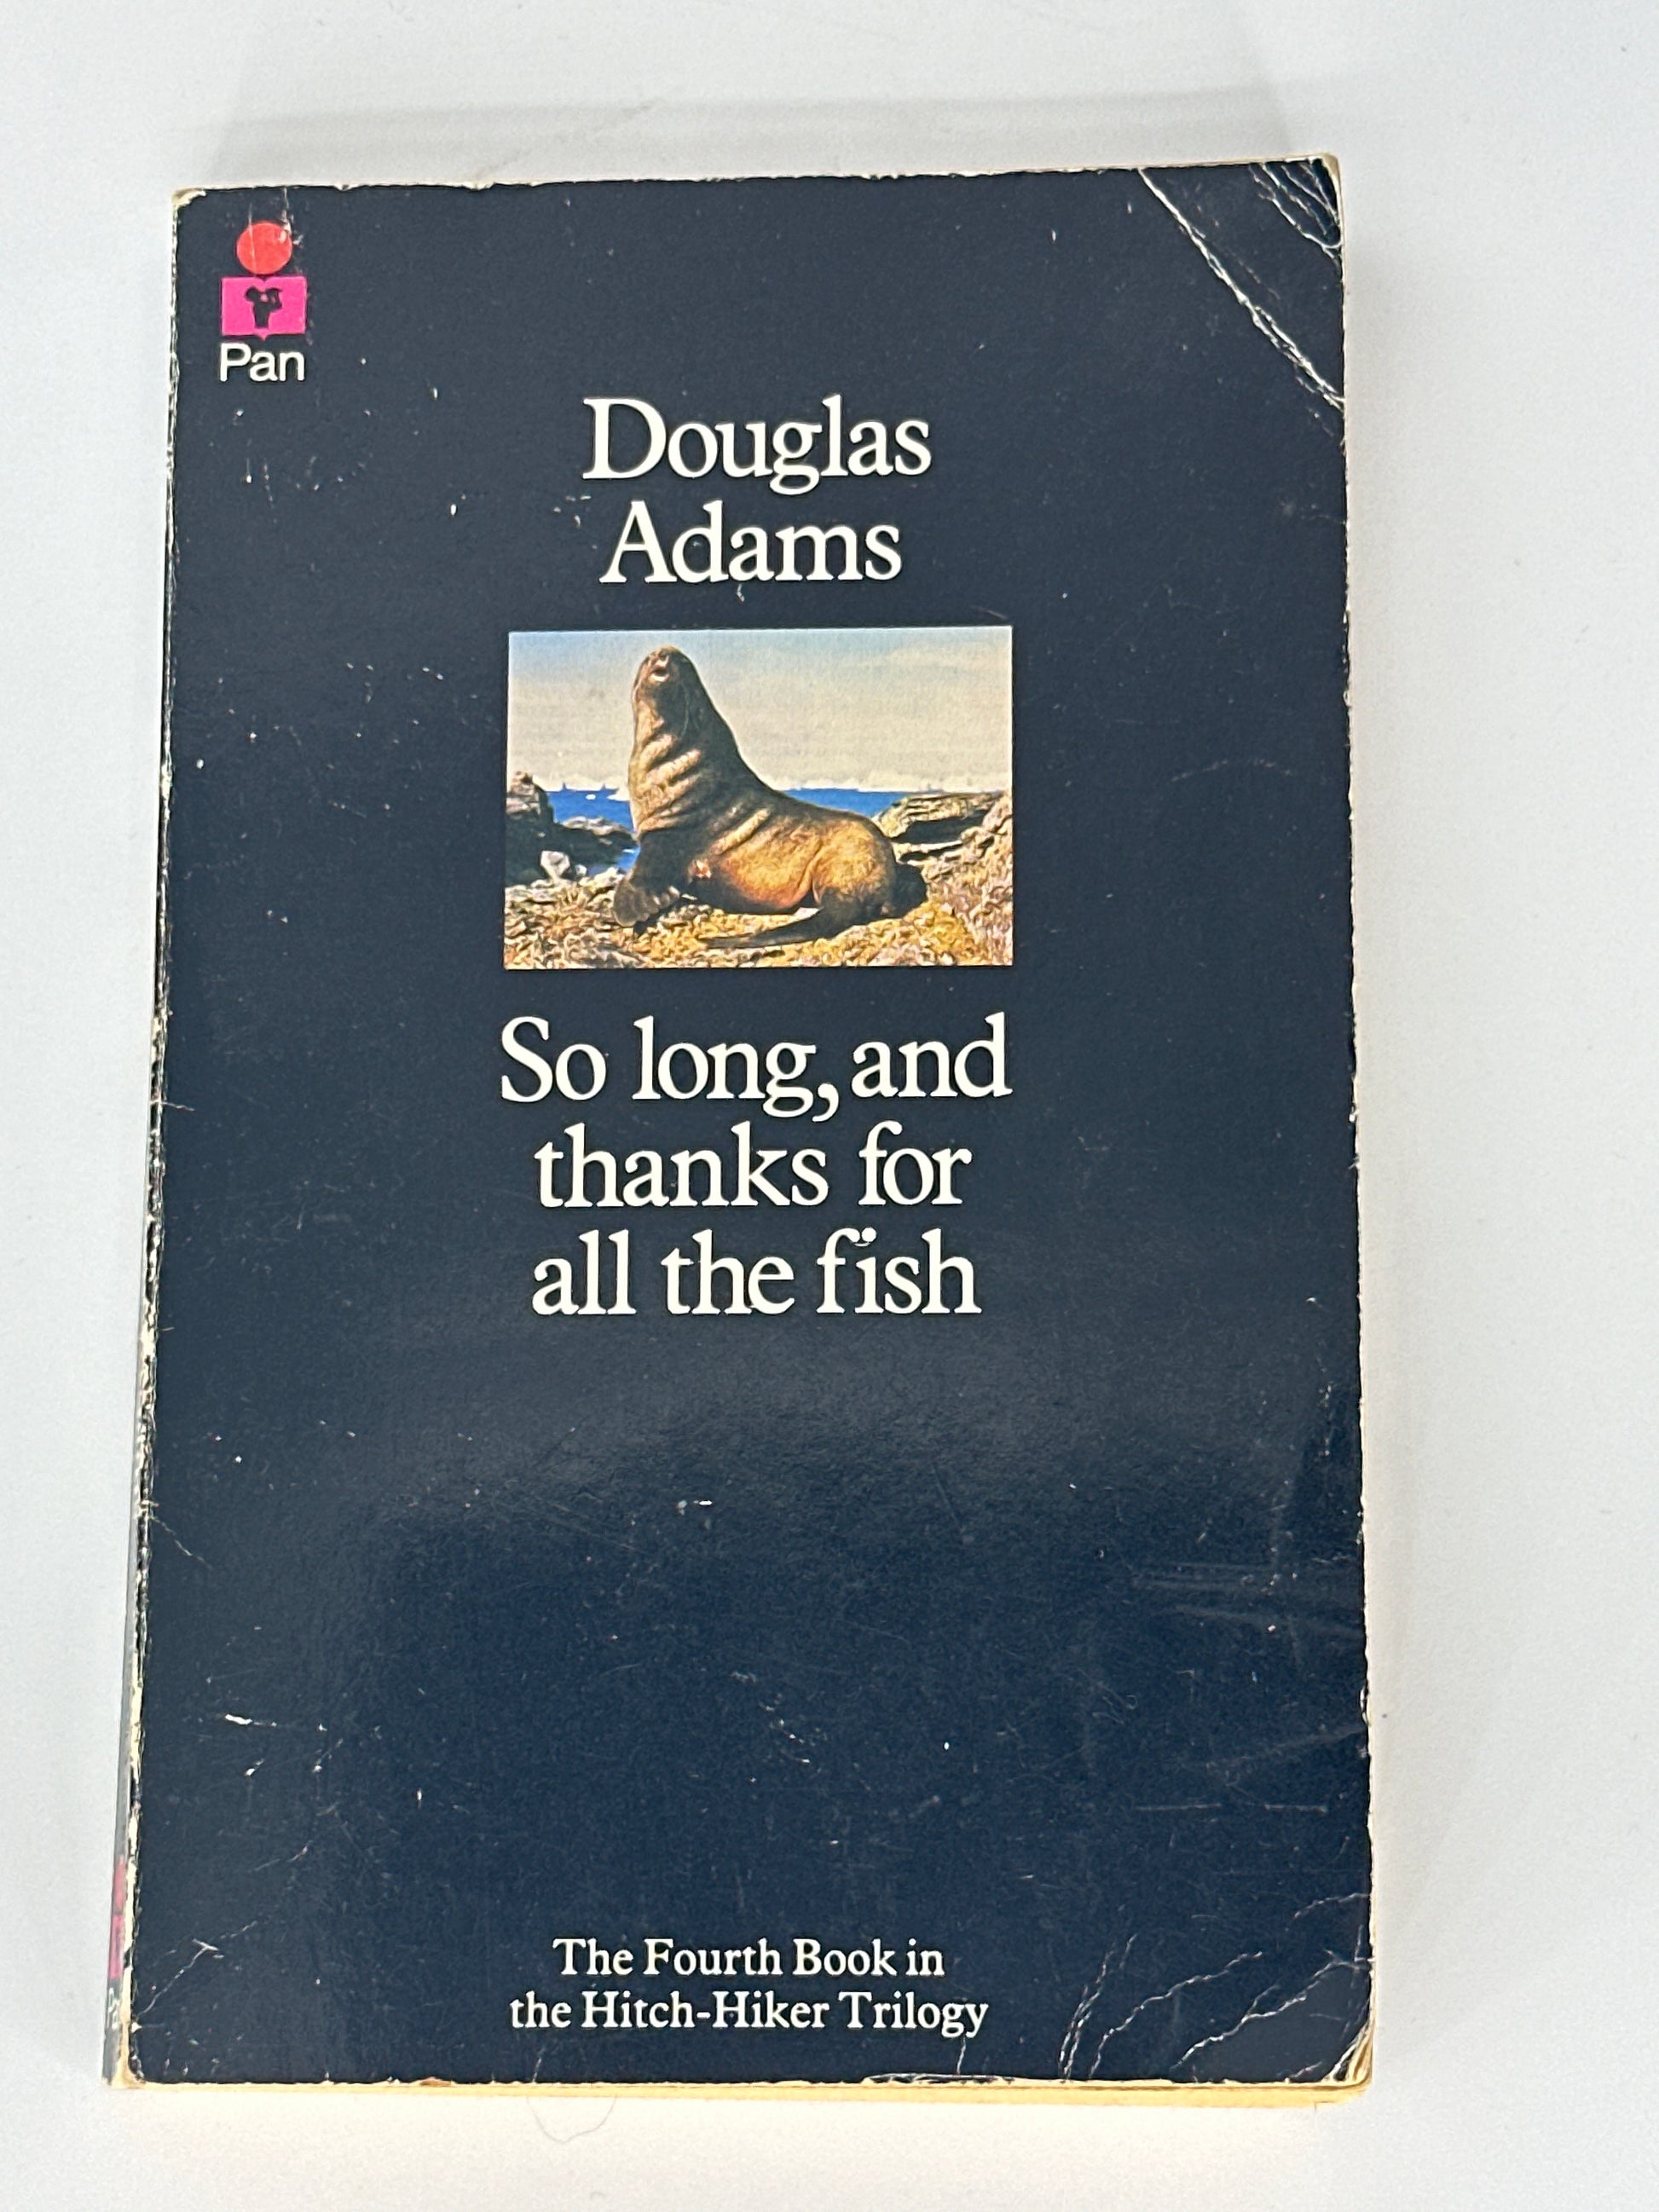 Pan
Douglas
Adams
So long, and
thanks for
all the fish
The Fourth Book in
the Hitch-Hiker Trilogy